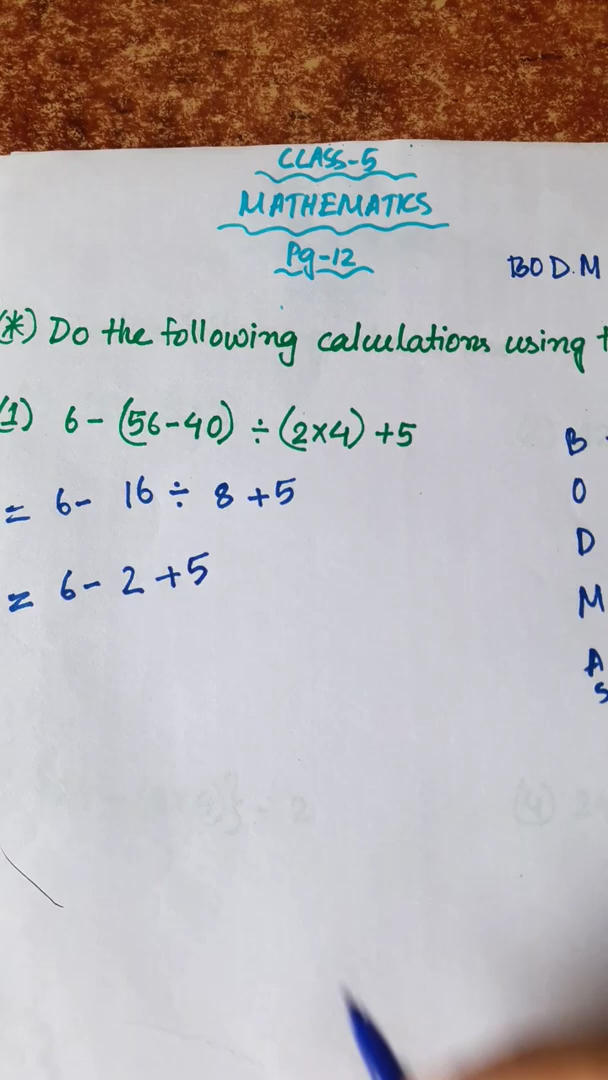 CLASS-5
MATHEMATICS
Pg-12
BODM
(*) Do the following calculations using
(1) 6-(56-40)÷(2×4)+5
= 6- 16 ÷ 8 +5
= 6- 2 +5
B
O
D
M
A
S